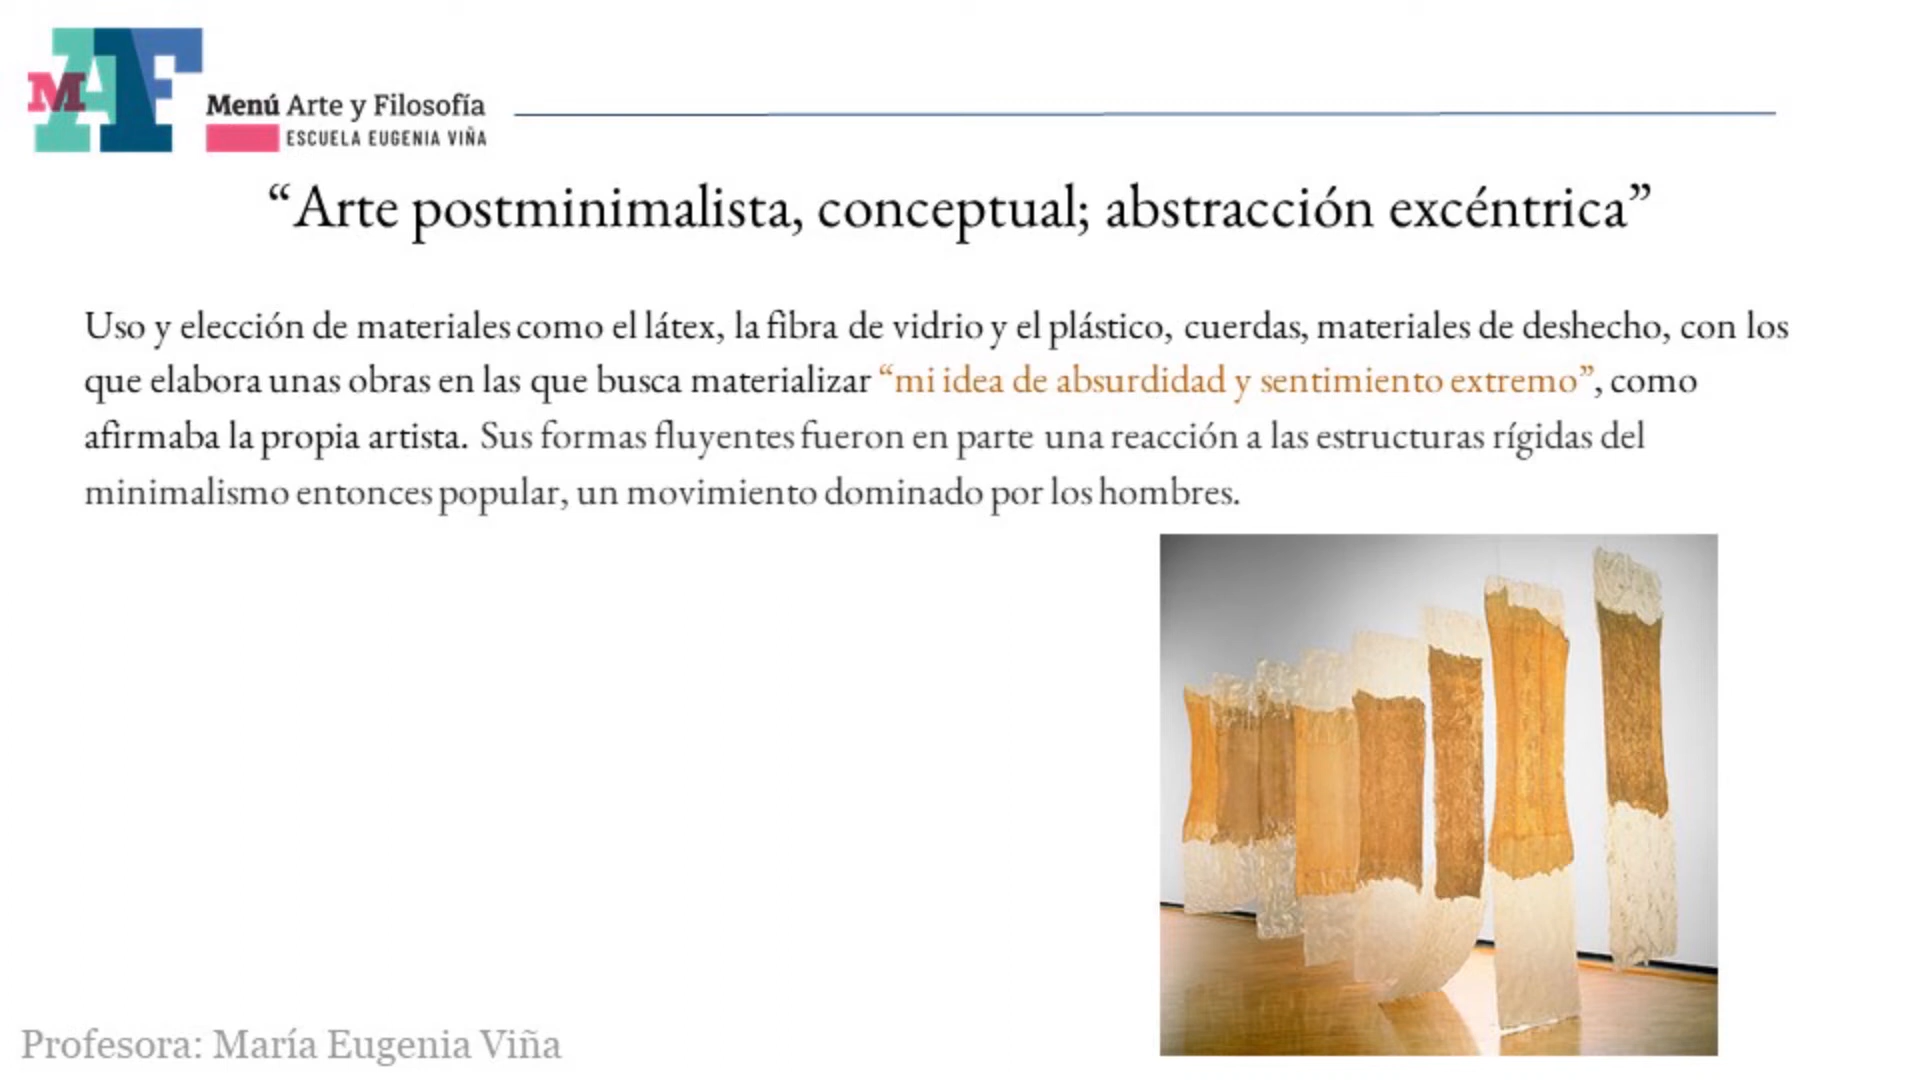 MAF
Menú Arte y Filosofía
ESCUELA EUGENIA VIÑA
“Arte postminimalista, conceptual; abstracción excéntrica”
Uso y elección de materiales como el látex, la fibra de vidrio y el plástico, cuerdas, materiales de deshecho, con los
que elabora unas obras en las que busca materializar “mi idea de absurdidad y sentimiento extremo”, como
afirmaba la propia artista. Sus formas fluyentes fueron en parte una reacción a las estructuras rígidas del
minimalismo entonces popular, un movimiento dominado por los hombres.
Profesora: María Eugenia Viña